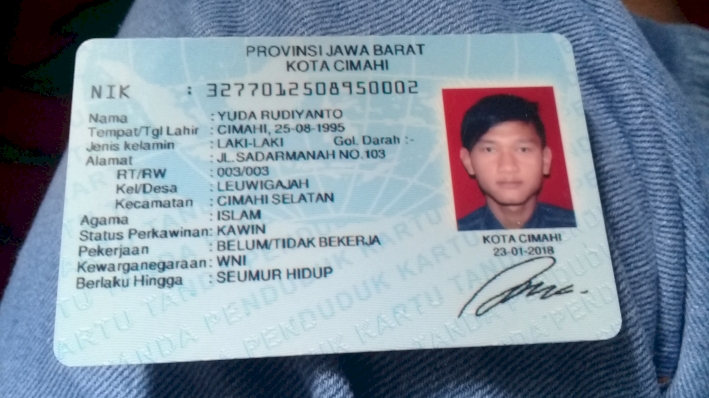 PROVINSI JAWA BARAT
KOTA CIMAHI
NIK : 3277012508950002
Nama : YUDA RUDIYANTO
Tempat/Tgl Lahir : CIMAHI, 25-08-1995
Jenis kelamin : LAKI-LAKI Gol. Darah :-
Alamat : JL.SADARMANAH NO.103
RT/RW : 003/003
Kel/Desa : LEUWIGAJAH
Kecamatan : CIMAHI SELATAN
Agama : ISLAM
Status Perkawinan: KAWIN
Pekerjaan : BELUM/TIDAK BEKERJA
Kewarganegaraan: WNI
Berlaku Hingga : SEUMUR HIDUP
KOTA CIMAHI
23-01-2018
KARTU TANDA PENDUDUK KARTU TANDA PENDUDUK